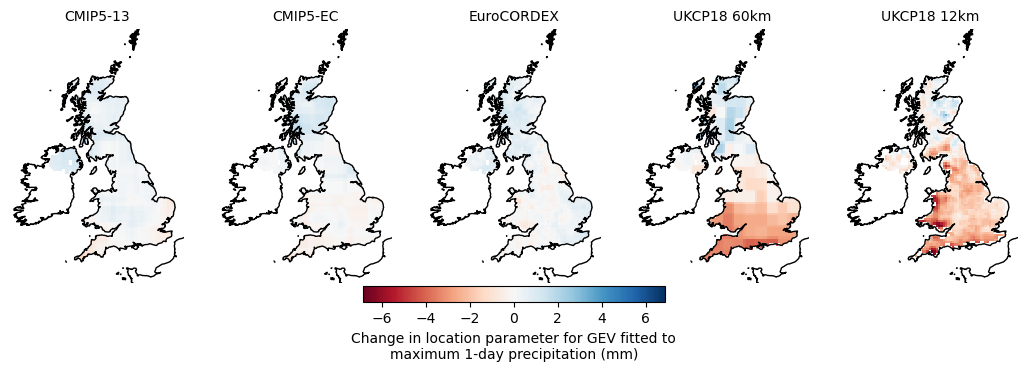 CMIP5-13 CMIP5-EC EuroCORDEX UKCP18 60km UKCP18 12km
−6 −4 −2 0 2 4 6
Change in location parameter for GEV fitted to
maximum 1-day precipitation (mm)